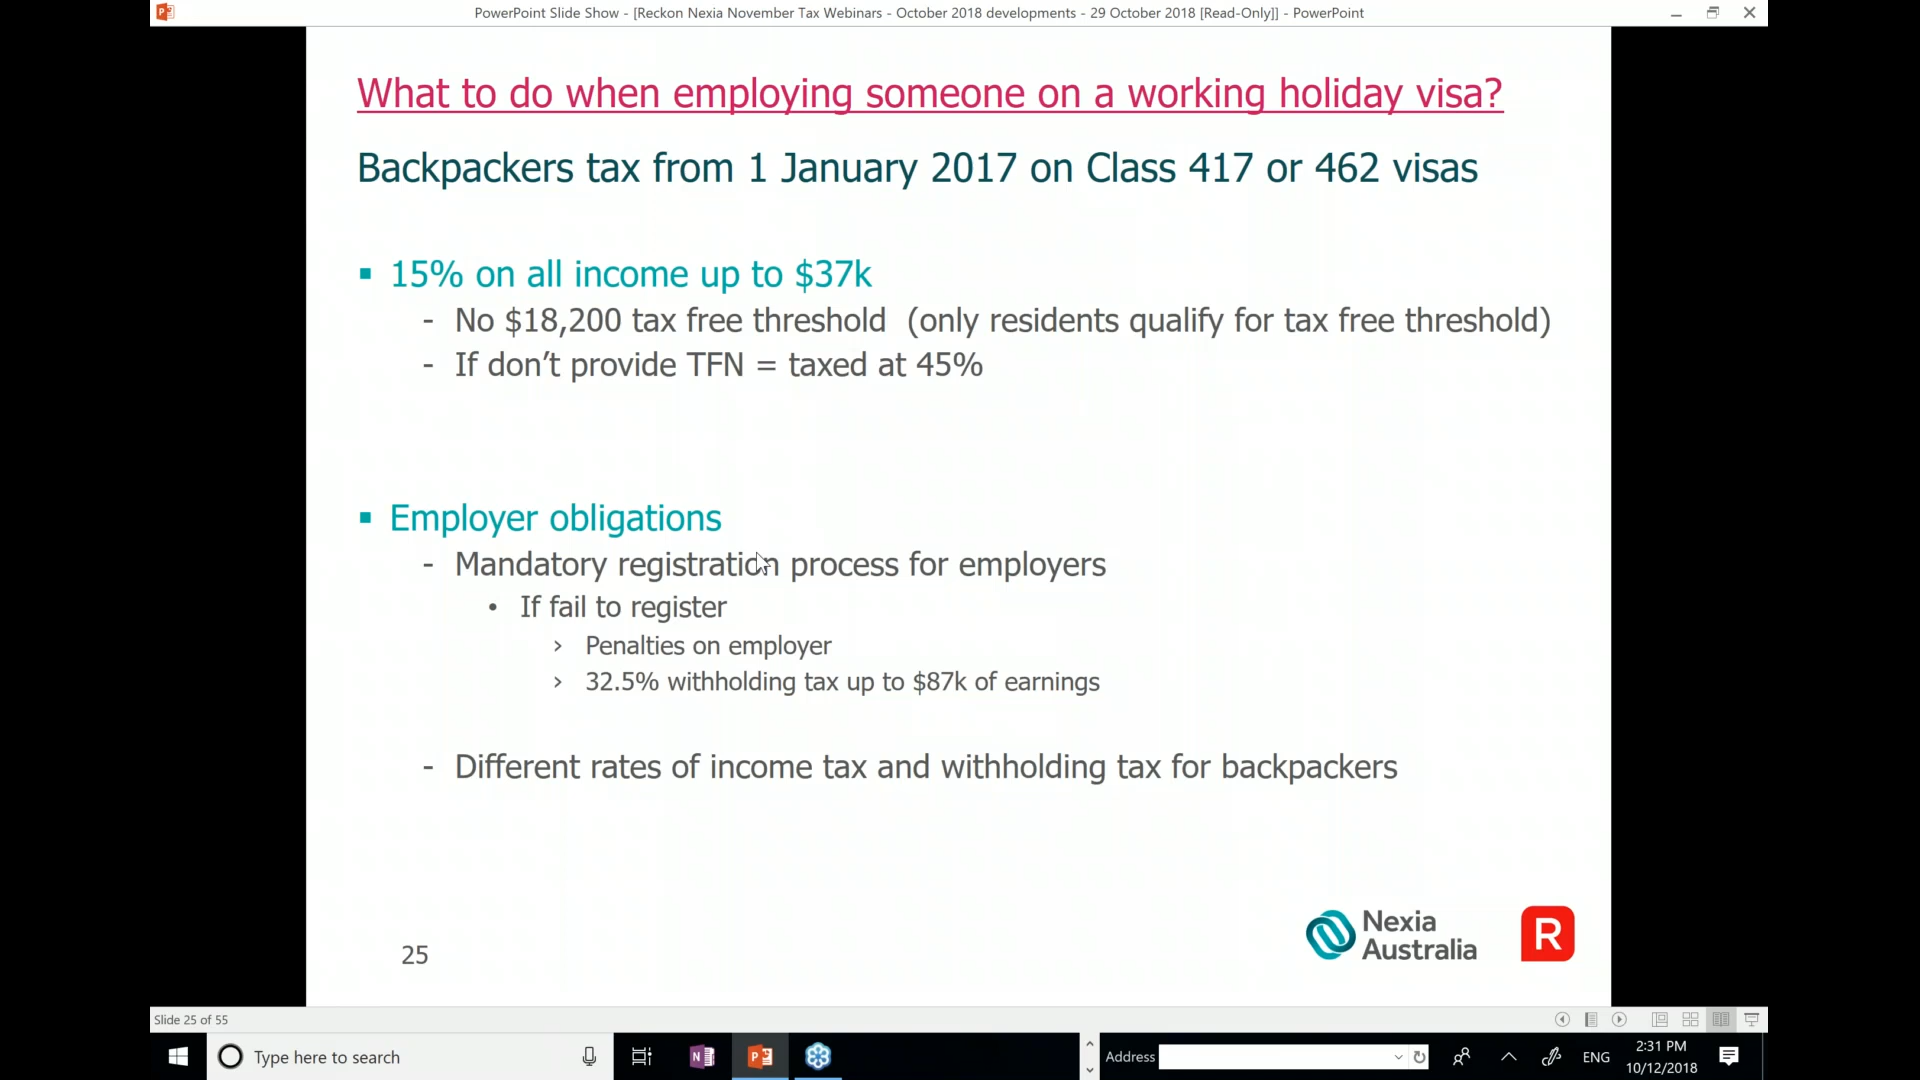 PowerPoint Slide Show - [Reckon Nexia November Tax Webinars - October 2018 developments - 29 October 2018 [Read-Only]] - PowerPoint
What to do when employing someone on a working holiday visa?
Backpackers tax from 1 January 2017 on Class 417 or 462 visas
▪ 15% on all income up to $37k
- No $18,200 tax free threshold (only residents qualify for tax free threshold)
- If don’t provide TFN = taxed at 45%
▪ Employer obligations
- Mandatory registration process for employers
• If fail to register
› Penalties on employer
› 32.5% withholding tax up to $87k of earnings
- Different rates of income tax and withholding tax for backpackers
Nexia
Australia
R
25
Slide 25 of 55
Type here to search
N
P
Address
ENG
2:31 PM
10/12/2018